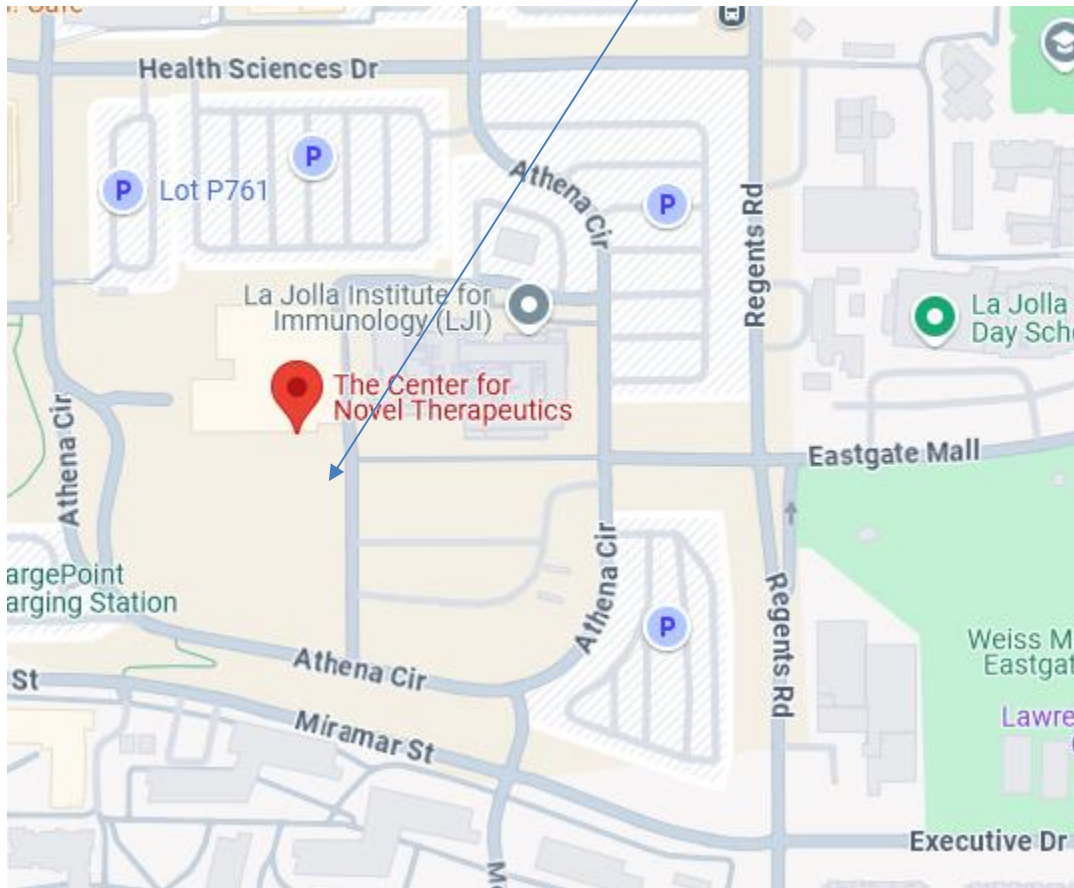 Health Sciences Dr
P
P
Lot P761
Athena Cir
P
Regents Rd
La Jolla Institute for
Immunology (LJI)
La Jolla
Day Sch
The Center for
Novel Therapeutics
Athena Cir
Eastgate Mall
Athena Cir
argePoint
arging Station
Regents Rd
P
Weiss M
Eastgat
Athena Cir
St
Lawre
Miramar St
Executive Dr